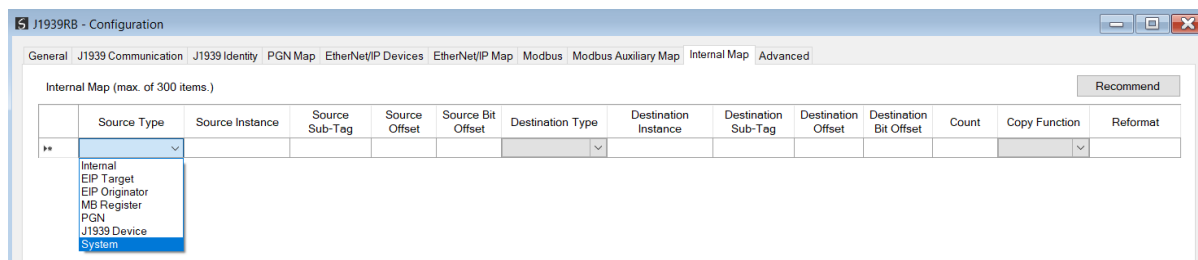 J1939RB - Configuration
General J1939 Communication J1939 Identity PGN Map EtherNet/IP Devices EtherNet/IP Map Modbus Modbus Auxiliary Map Internal Map Advanced
Internal Map (max. of 300 items.) Recommend
Source Type Source Instance Source Sub-Tag Source Offset Source Bit Offset Destination Type Destination Instance Destination Sub-Tag Destination Offset Destination Bit Offset Count Copy Function Reformat
Internal
EIP Target
EIP Originator
MB Register
PGN
J1939 Device
System